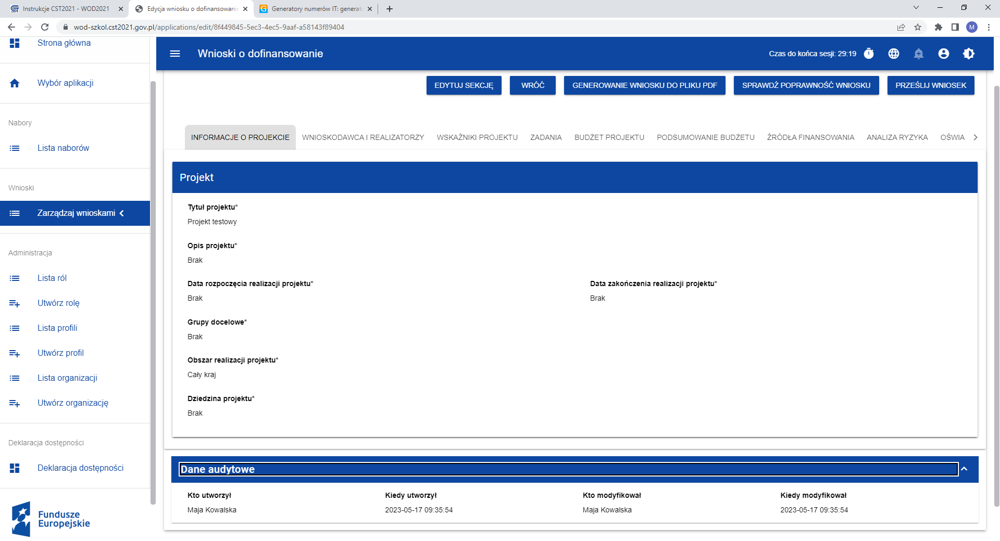 Instrukcje CST2021 - WOD2021
Edycja wniosku o dofinansowanie
Generatory numerów IT: generat
wod-szkol.cst2021.gov.pl/applications/edit/8f449845-5ec3-4ec5-9aaf-a58143f89404
M
Strona główna
Wybór aplikacji
Nabory
Lista naborów
Wnioski
Zarządzaj wnioskami
Administracja
Lista ról
Utwórz rolę
Lista profili
Utwórz profil
Lista organizacji
Utwórz organizację
Deklaracja dostępności
Deklaracja dostępności
Fundusze
Europejskie
Wnioski o dofinansowanie
Czas do końca sesji: 29:19
EDYTUJ SEKCJĘ WRÓĆ GENEROWANIE WNIOSKU DO PLIKU PDF SPRAWDŹ POPRAWNOŚĆ WNIOSKU PRZEŚLIJ WNIOSEK
INFORMACJE O PROJEKCIE WNIOSKODAWCA I REALIZATORZY WSKAŹNIKI PROJEKTU ZADANIA BUDŻET PROJEKTU PODSUMOWANIE BUDŻETU ŹRÓDŁA FINANSOWANIA ANALIZA RYZYKA OŚWIA
Projekt
Tytuł projektu*
Projekt testowy
Opis projektu*
Brak
Data rozpoczęcia realizacji projektu* Data zakończenia realizacji projektu*
Brak Brak
Grupy docelowe*
Brak
Obszar realizacji projektu*
Cały kraj
Dziedzina projektu*
Brak
Dane audytowe
Kto utworzył Kiedy utworzył Kto modyfikował Kiedy modyfikował
Maja Kowalska 2023-05-17 09:35:54 Maja Kowalska 2023-05-17 09:35:54